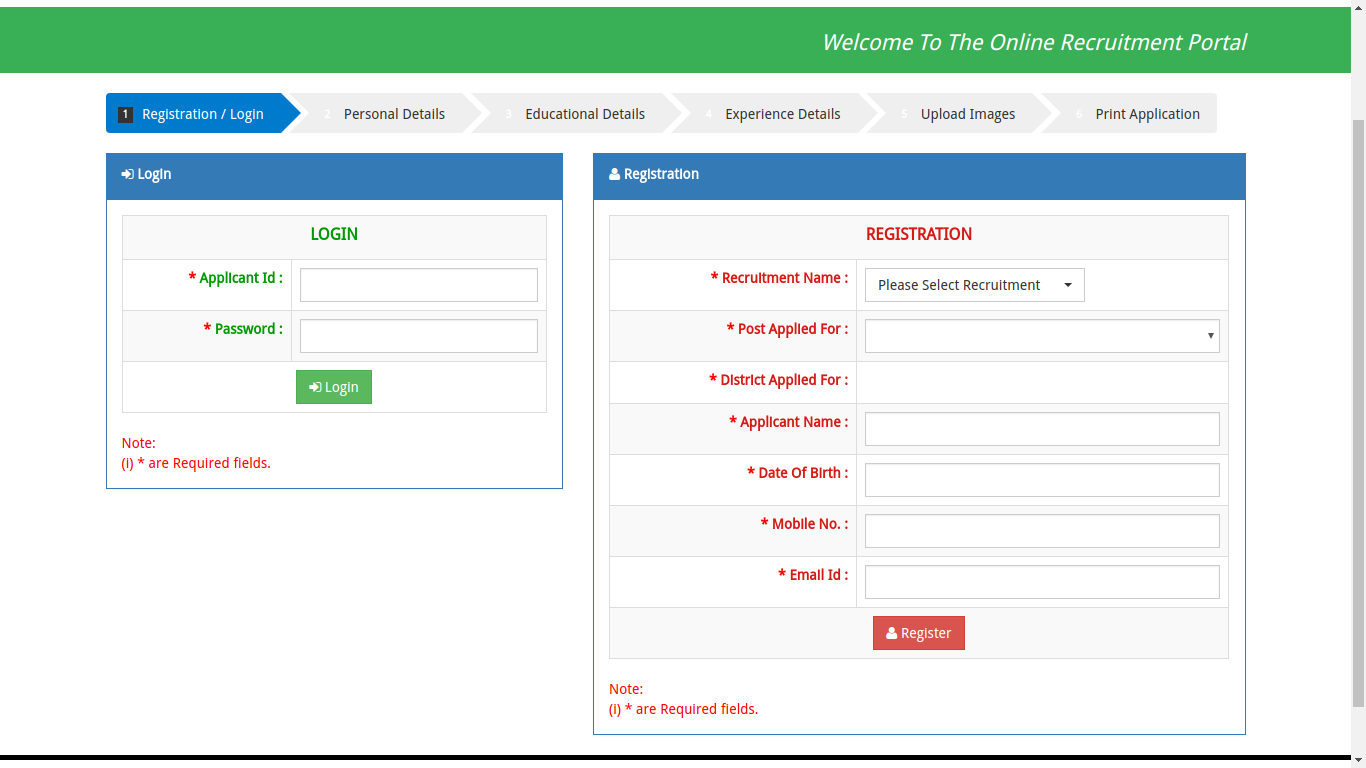 Welcome To The Online Recruitment Portal
1 Registration / Login 2 Personal Details 3 Educational Details 4 Experience Details 5 Upload Images 6 Print Application
Login
LOGIN
* Applicant Id :
* Password :
Login
Note:
(i) * are Required fields.
Registration
REGISTRATION
* Recruitment Name : Please Select Recruitment
* Post Applied For :
* District Applied For :
* Applicant Name :
* Date Of Birth :
* Mobile No. :
* Email Id :
Register
Note:
(i) * are Required fields.